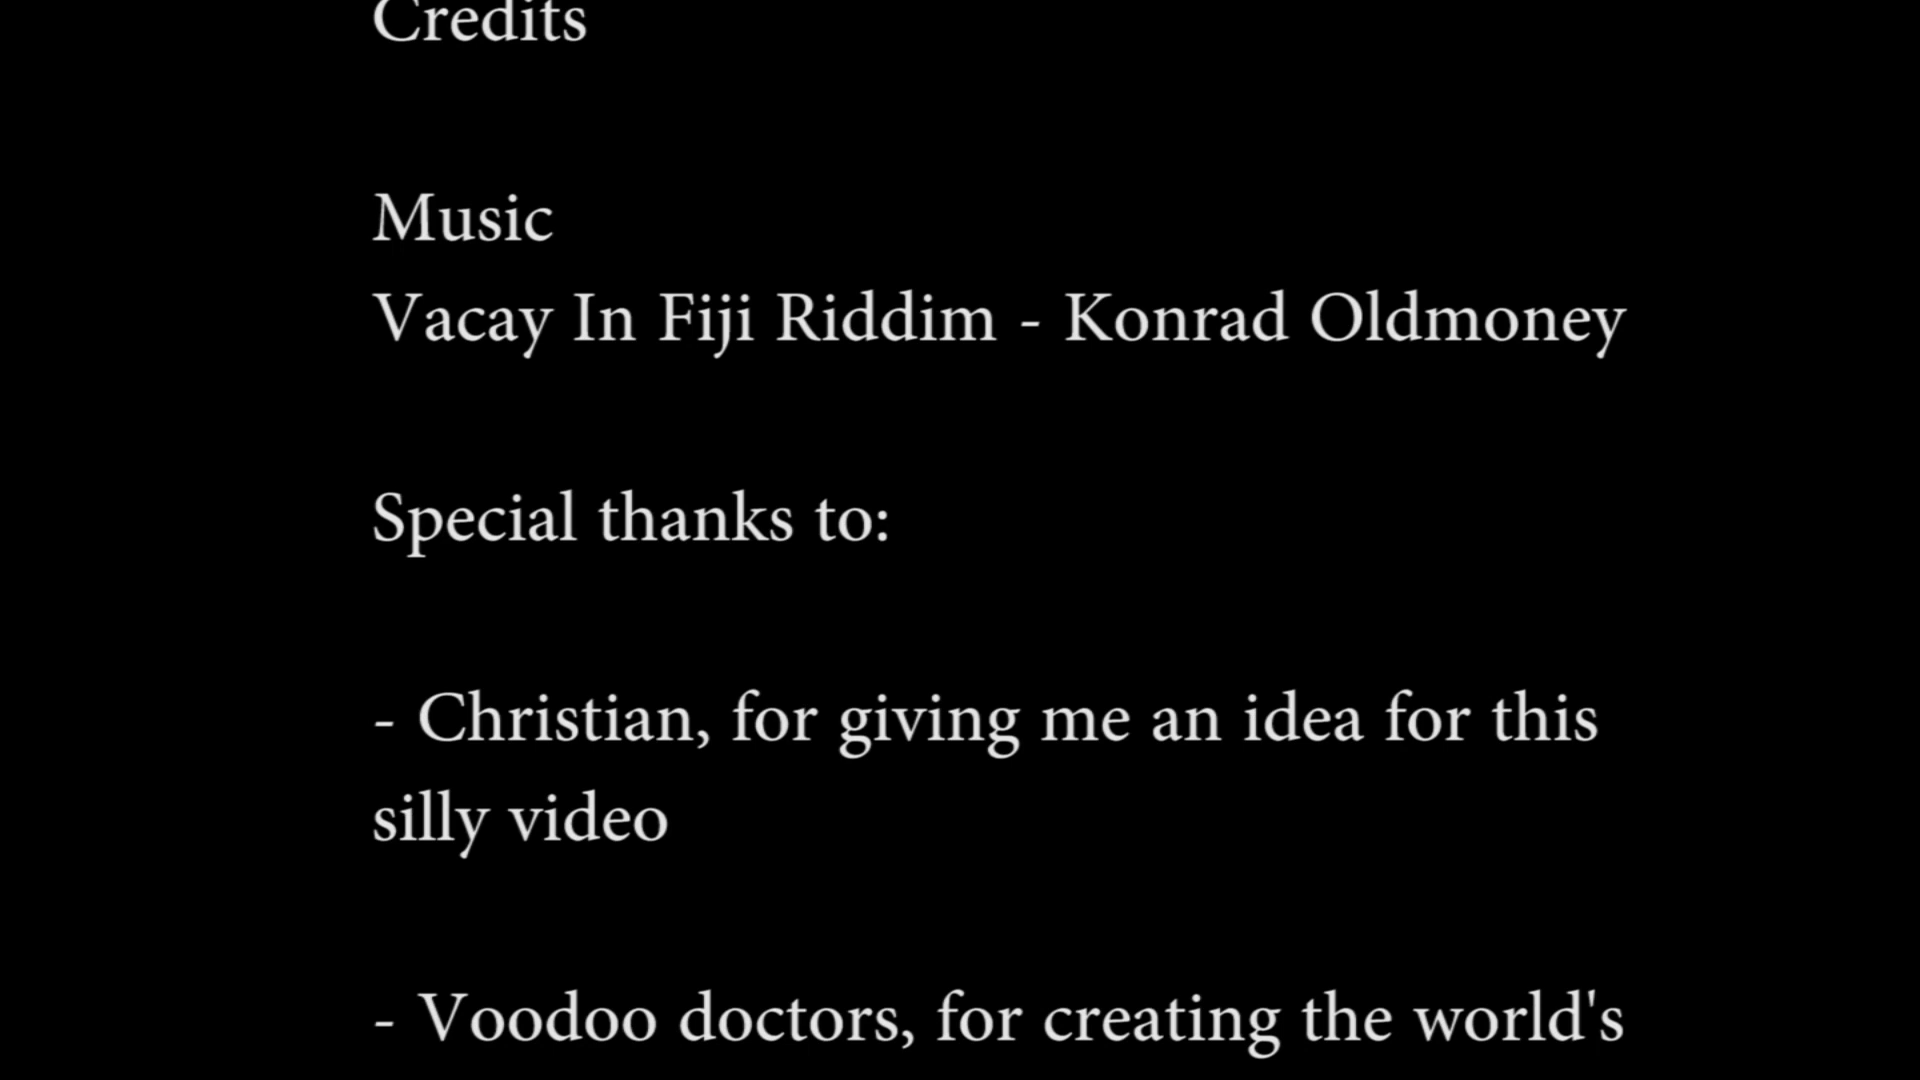 Credits
Music
Vacay In Fiji Riddim - Konrad Oldmoney
Special thanks to:
- Christian, for giving me an idea for this
silly video
- Voodoo doctors, for creating the world's